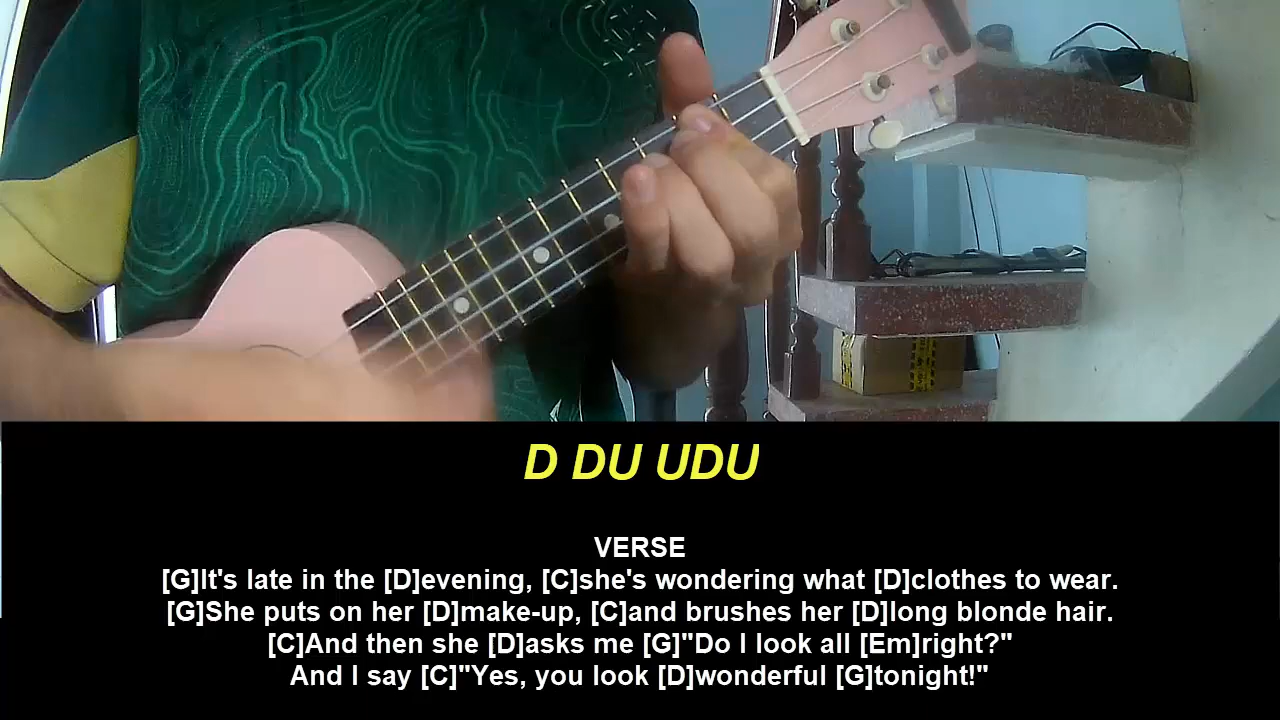 D DU UDU
VERSE
[G]It's late in the [D]evening, [C]she's wondering what [D]clothes to wear.
[G]She puts on her [D]make-up, [C]and brushes her [D]long blonde hair.
[C]And then she [D]asks me [G]"Do I look all [Em]right?"
And I say [C]"Yes, you look [D]wonderful [G]tonight!"